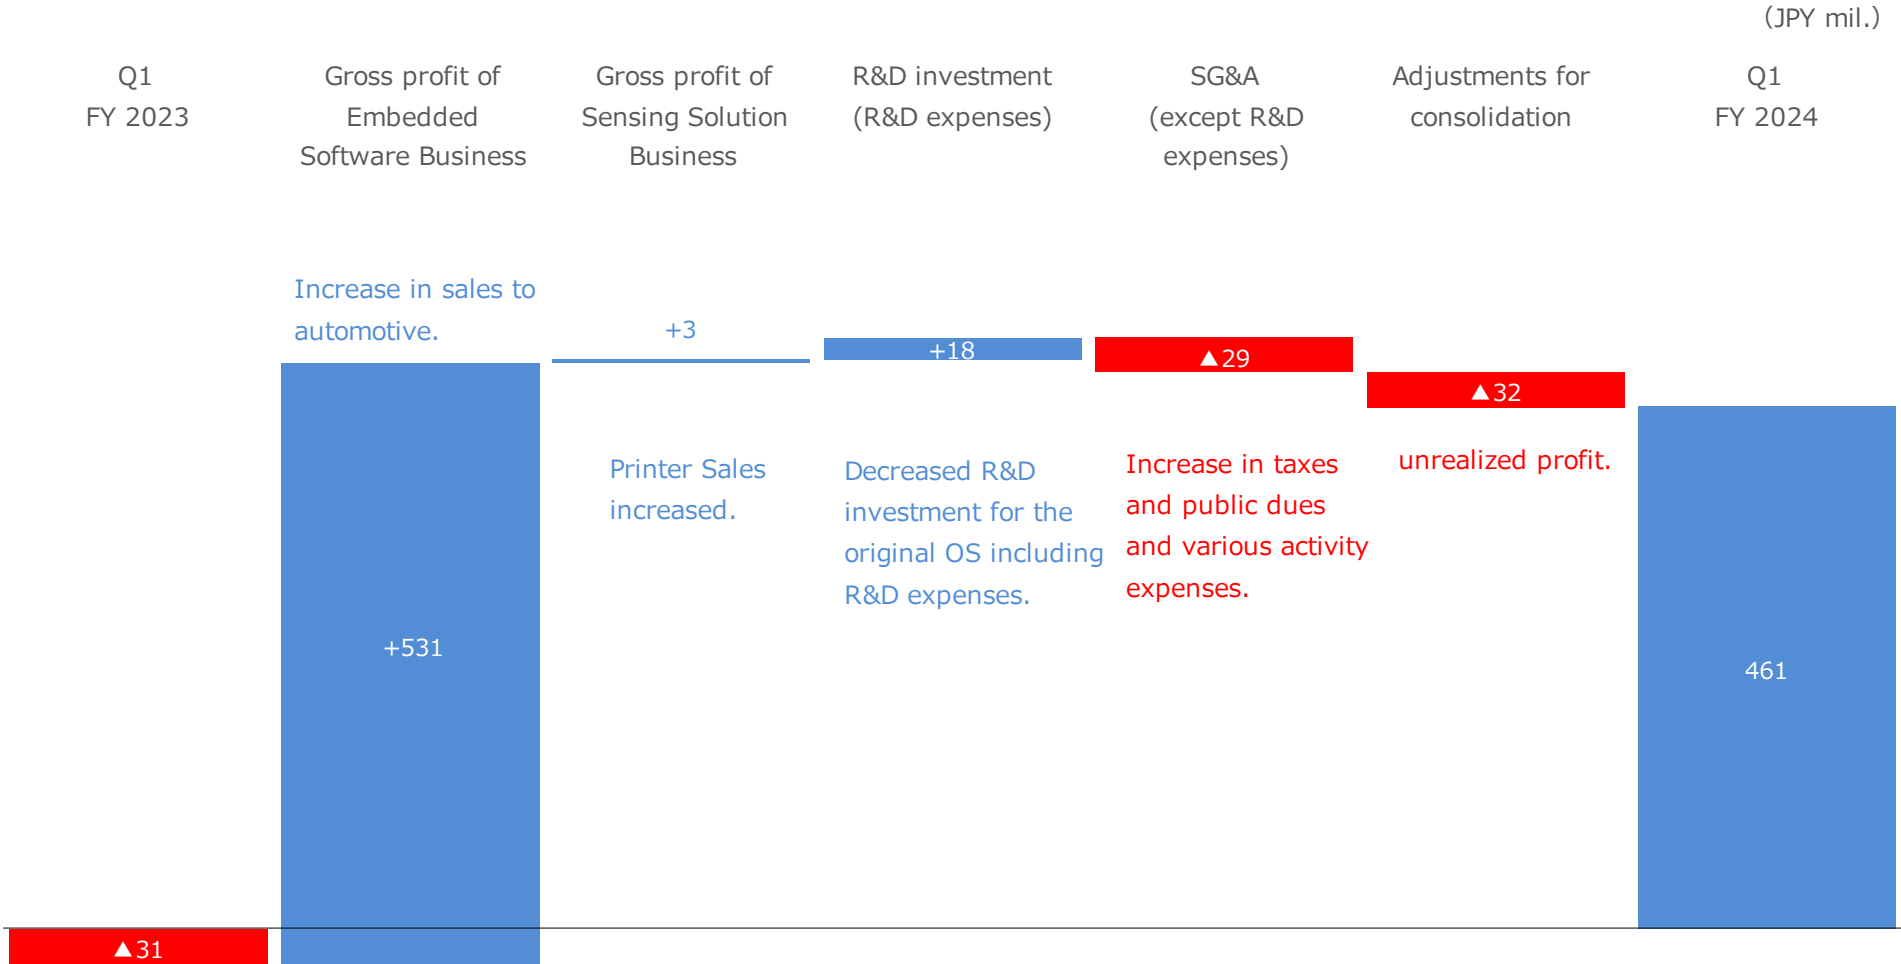 (JPY mil.)
Q1
FY 2023
Gross profit of
Embedded
Software Business
Gross profit of
Sensing Solution
Business
R&D investment
(R&D expenses)
SG&A
(except R&D
expenses)
Adjustments for
consolidation
Q1
FY 2024
Increase in sales to
automotive.
+3
+18
▲29
▲32
Printer Sales
increased.
Decreased R&D
investment for the
original OS including
R&D expenses.
Increase in taxes
and public dues
and various activity
expenses.
unrealized profit.
+531
461
▲31